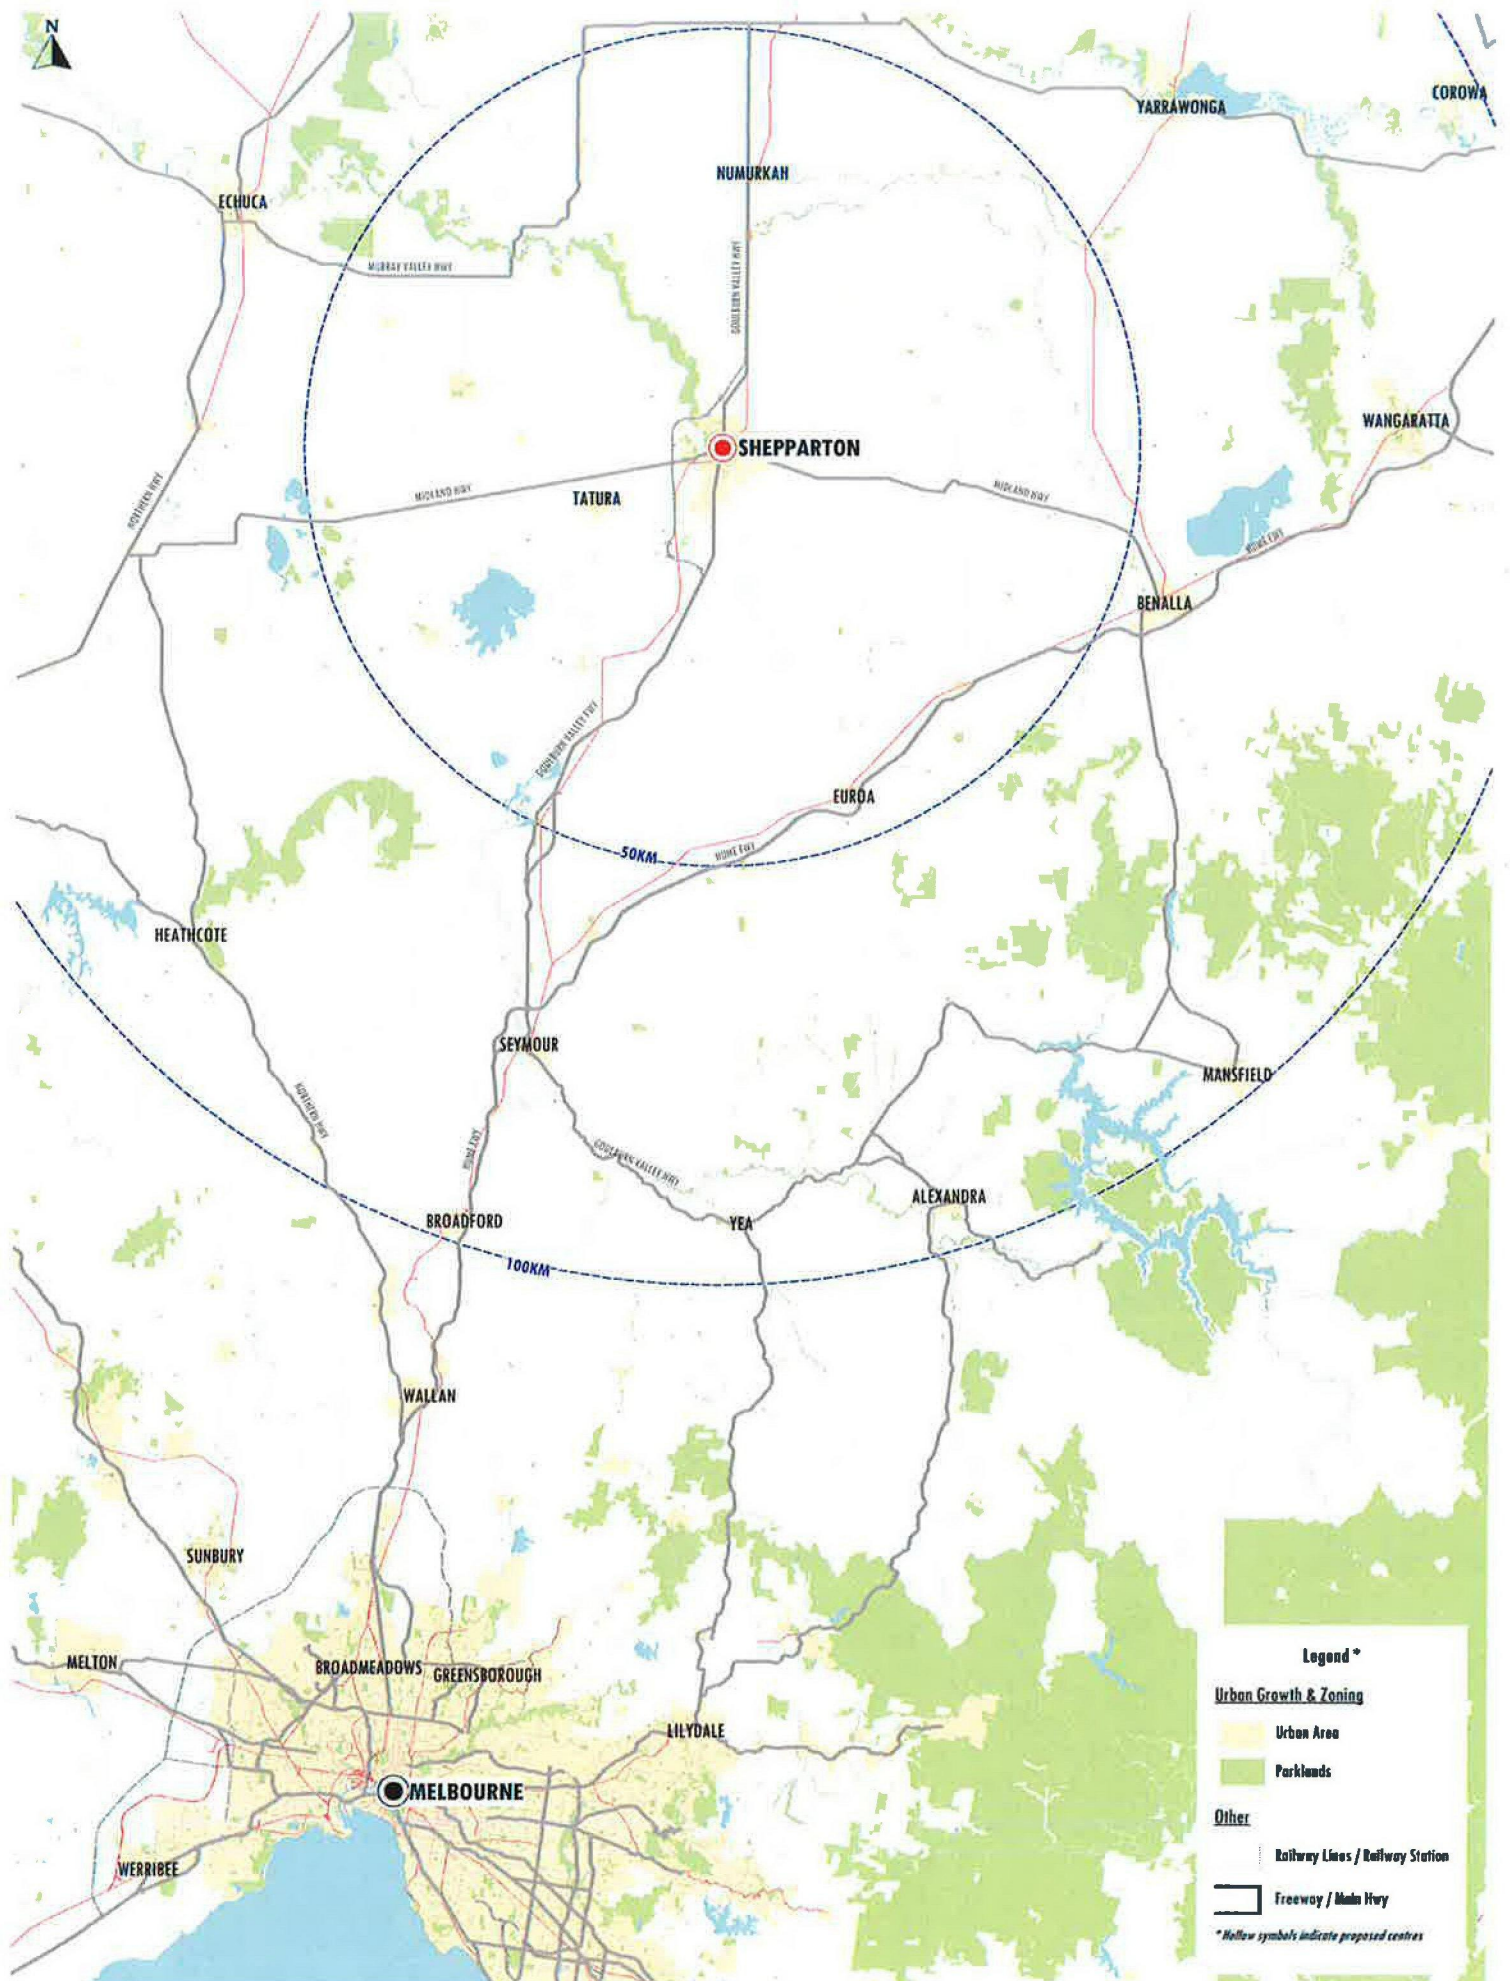 N
YARRAWONGA
COROWA
NUMURKAH
ECHUCA
MURRAY VALLEY HWY
GOULBURN VALLEY HWY
WANGARATTA
SHEPPARTON
MIDLAND HWY
MIDLAND HWY
TATURA
NORTHERN HWY
HUME FWY
BENALLA
GOULBURN VALLEY FWY
EUROA
50KM
HUME FWY
HEATHCOTE
SEYMOUR
MANSFIELD
NORTHERN HWY
HUME FWY
GOULBURN VALLEY HWY
ALEXANDRA
BROADFORD
YEA
100KM
WALLAN
SUNBURY
MELTON
BROADMEADOWS
GREENSBOROUGH
LILYDALE
MELBOURNE
WERRIBEE
Legend *
Urban Growth & Zoning
Urban Area
Parklands
Other
Railway Lines / Railway Station
Freeway / Main Hwy
* Hollow symbols indicate proposed centres